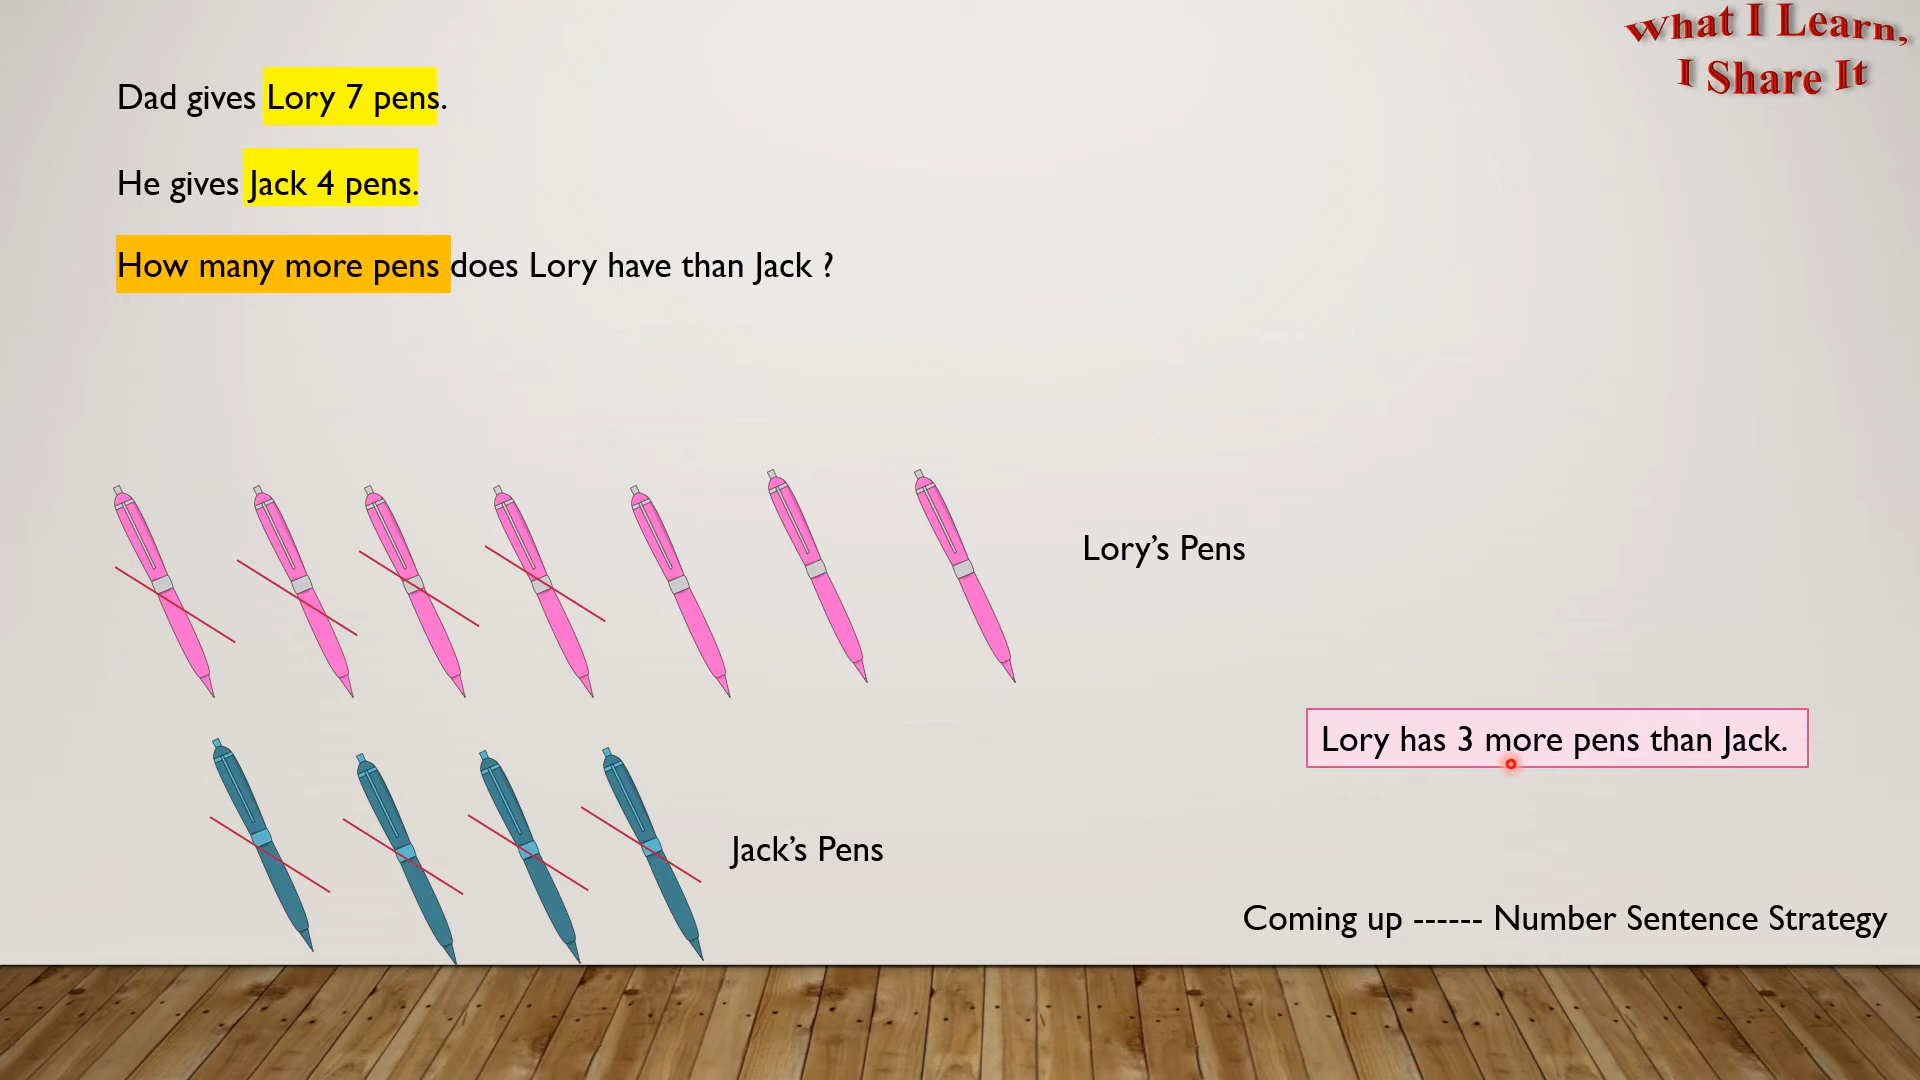 What I Learn,
I Share It
Dad gives Lory 7 pens.
He gives Jack 4 pens.
How many more pens does Lory have than Jack ?
Lory's Pens
Lory has 3 more pens than Jack.
Jack's Pens
Coming up ------ Number Sentence Strategy